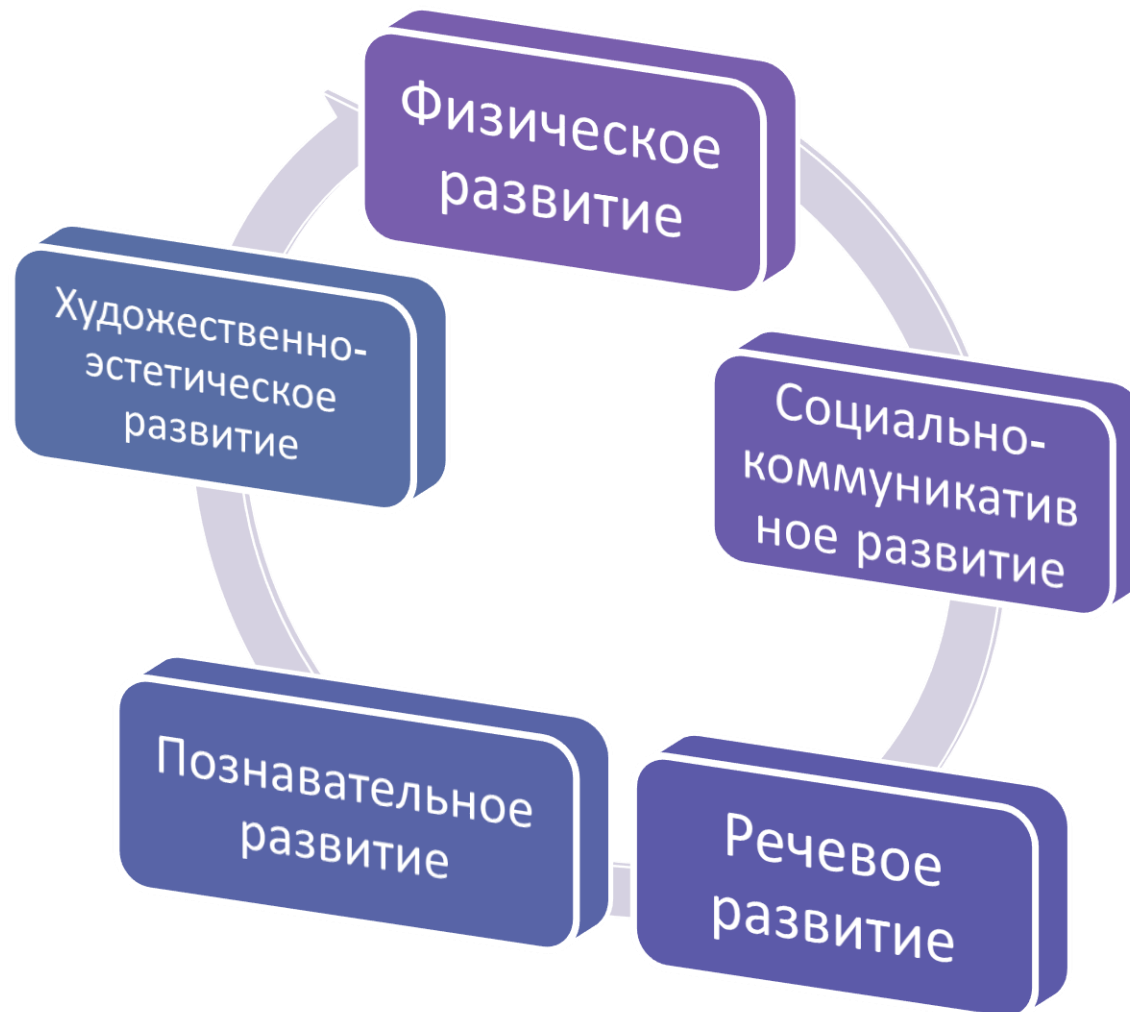 Физическое
развитие
Социально-
коммуникатив
ное развитие
Речевое
развитие
Познавательное
развитие
Художественно-
эстетическое
развитие